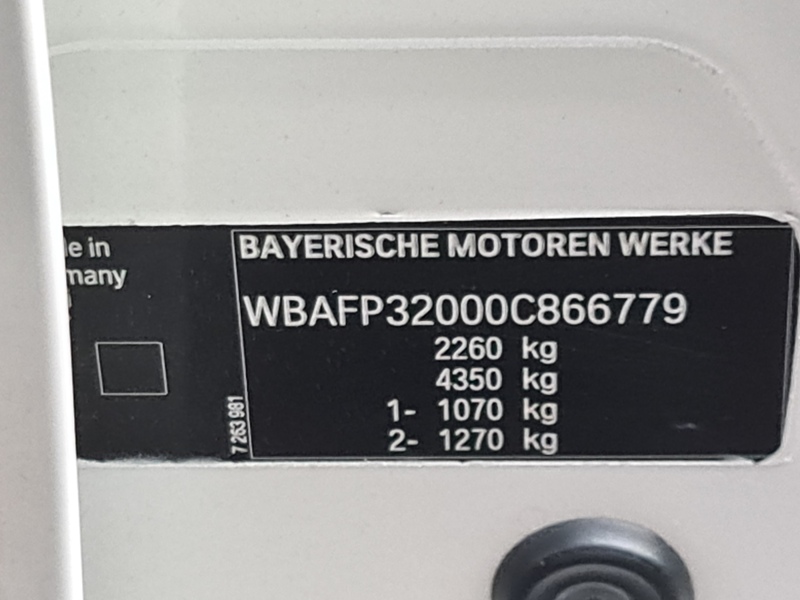 e in
many
BAYERISCHE MOTOREN WERKE
WBAFP32000C866779
2260 kg
4350 kg
1- 1070 kg
2- 1270 kg
7 263 981